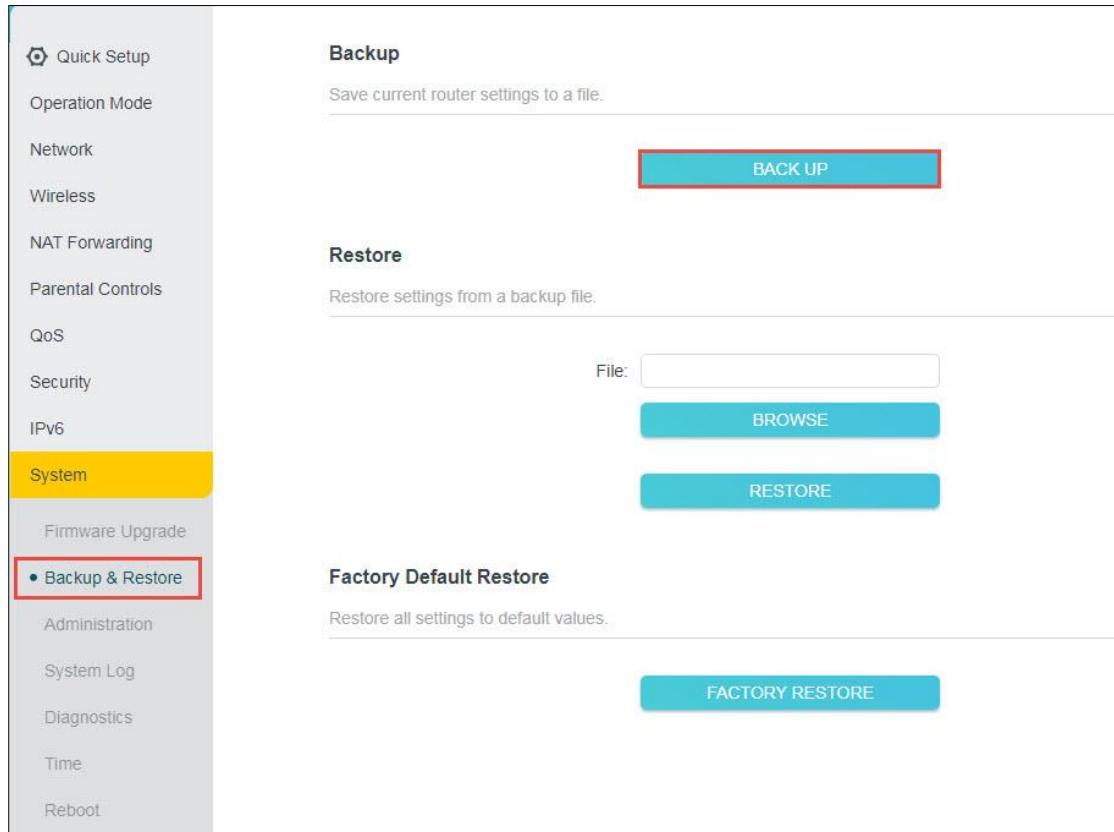 Quick Setup
Operation Mode
Network
Wireless
NAT Forwarding
Parental Controls
QoS
Security
IPv6
System
Firmware Upgrade
Backup & Restore
Administration
System Log
Diagnostics
Time
Reboot
Backup
Save current router settings to a file.
BACK UP
Restore
Restore settings from a backup file.
File:
BROWSE
RESTORE
Factory Default Restore
Restore all settings to default values.
FACTORY RESTORE